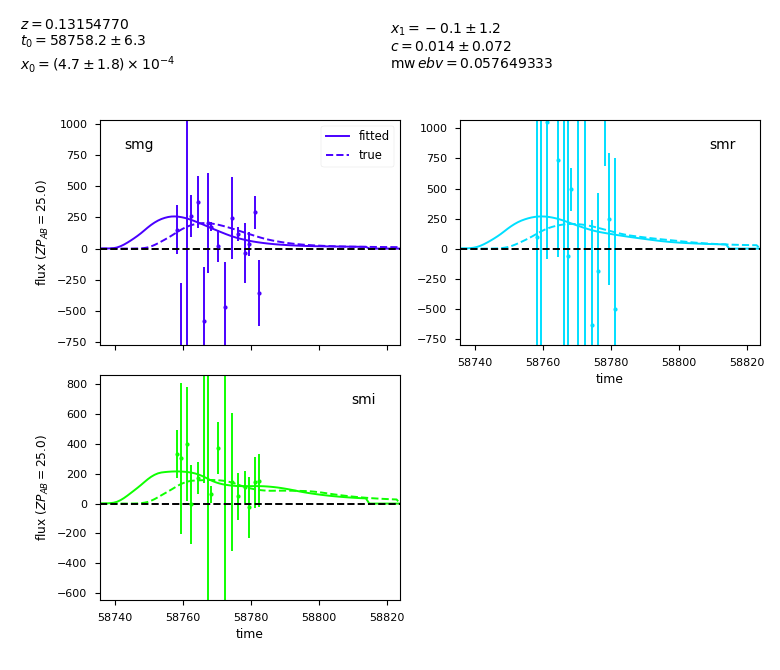 z = 0.13154770
t₀ = 58758.2 ± 6.3
x₀ = (4.7 ± 1.8) × 10⁻⁴
x₁ = −0.1 ± 1.2
c = 0.014 ± 0.072
mw ebv = 0.057649333
smg
fitted
true
1000
750
500
250
0
−250
−500
−750
flux (ZP_AB = 25.0)
smr
1000
750
500
250
0
−250
−500
−750
58740 58760 58780 58800 58820
time
smi
800
600
400
200
0
−200
−400
−600
flux (ZP_AB = 25.0)
58740 58760 58780 58800 58820
time